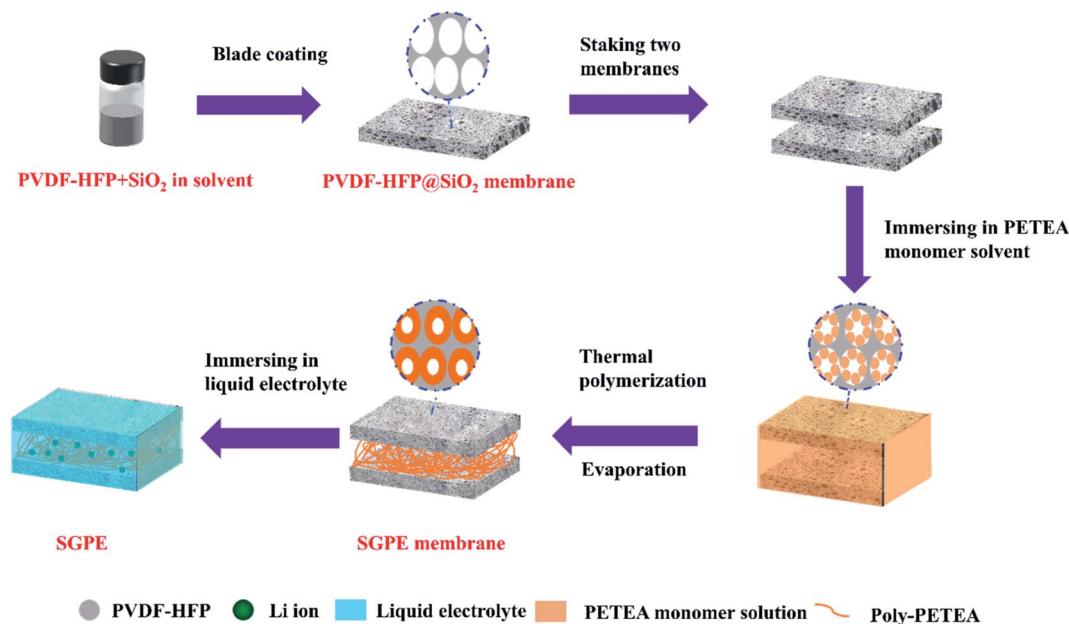 Blade coating
Staking two
membranes
PVDF-HFP+SiO₂ in solvent
PVDF-HFP@SiO₂ membrane
Immersing in PETEA
monomer solvent
Thermal
polymerization
Evaporation
Immersing in
liquid electrolyte
SGPE membrane
SGPE
PVDF-HFP
Li ion
Liquid electrolyte
PETEA monomer solution
Poly-PETEA